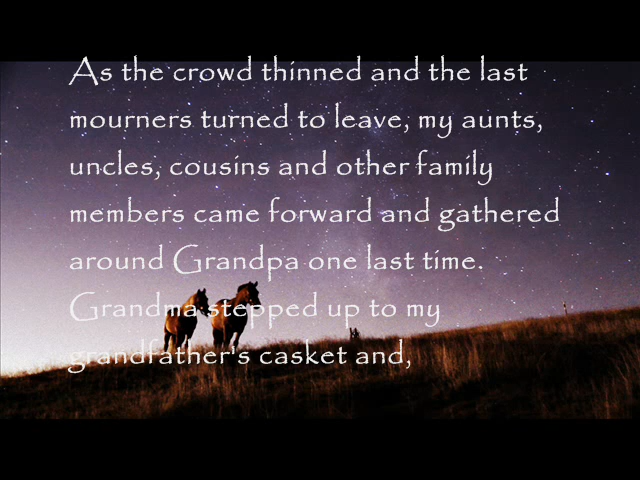 As the crowd thinned and the last
mourners turned to leave, my aunts,
uncles, cousins and other family
members came forward and gathered
around Grandpa one last time.
Grandma stepped up to my
grandfather's casket and,